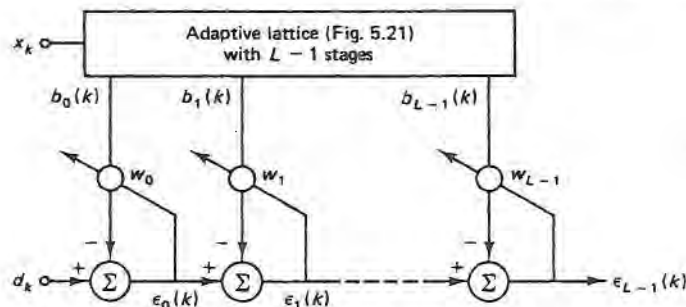 Adaptive lattice (Fig. 5.21)
with L − 1 stages
x_k
b_0(k) b_1(k) b_{L−1}(k)
w_0 w_1 w_{L−1}
− − −
d_k + Σ + Σ + Σ ϵ_{L−1}(k)
ϵ_0(k) ϵ_1(k)